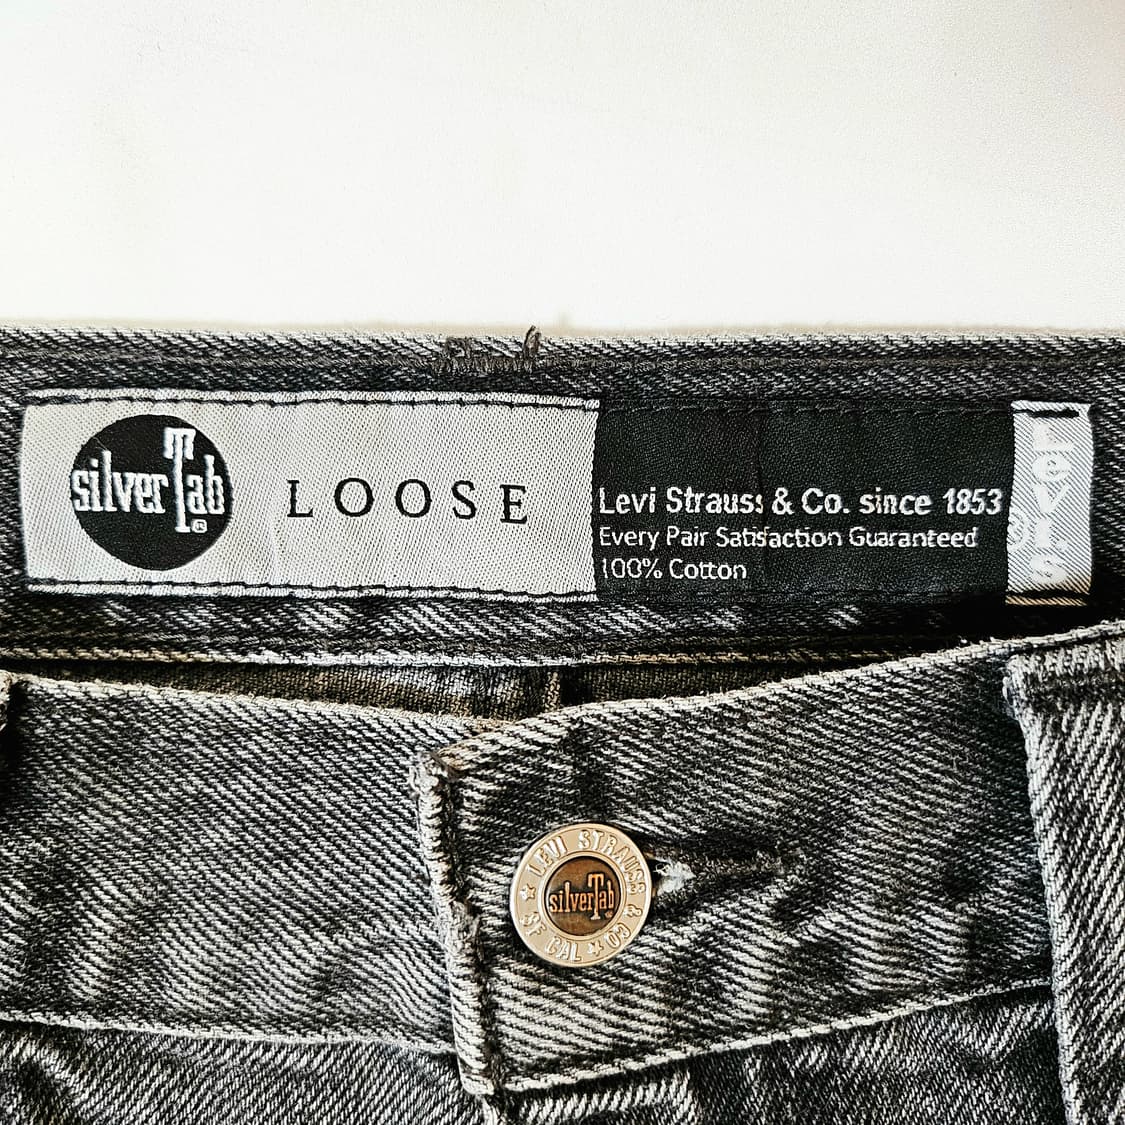 silverTab®
LOOSE
Levi Strauss & Co. since 1853
Every Pair Satisfaction Guaranteed
100% Cotton
LeVI'S
®
LEVI STRAUSS & CO
SF CAL
silverTab